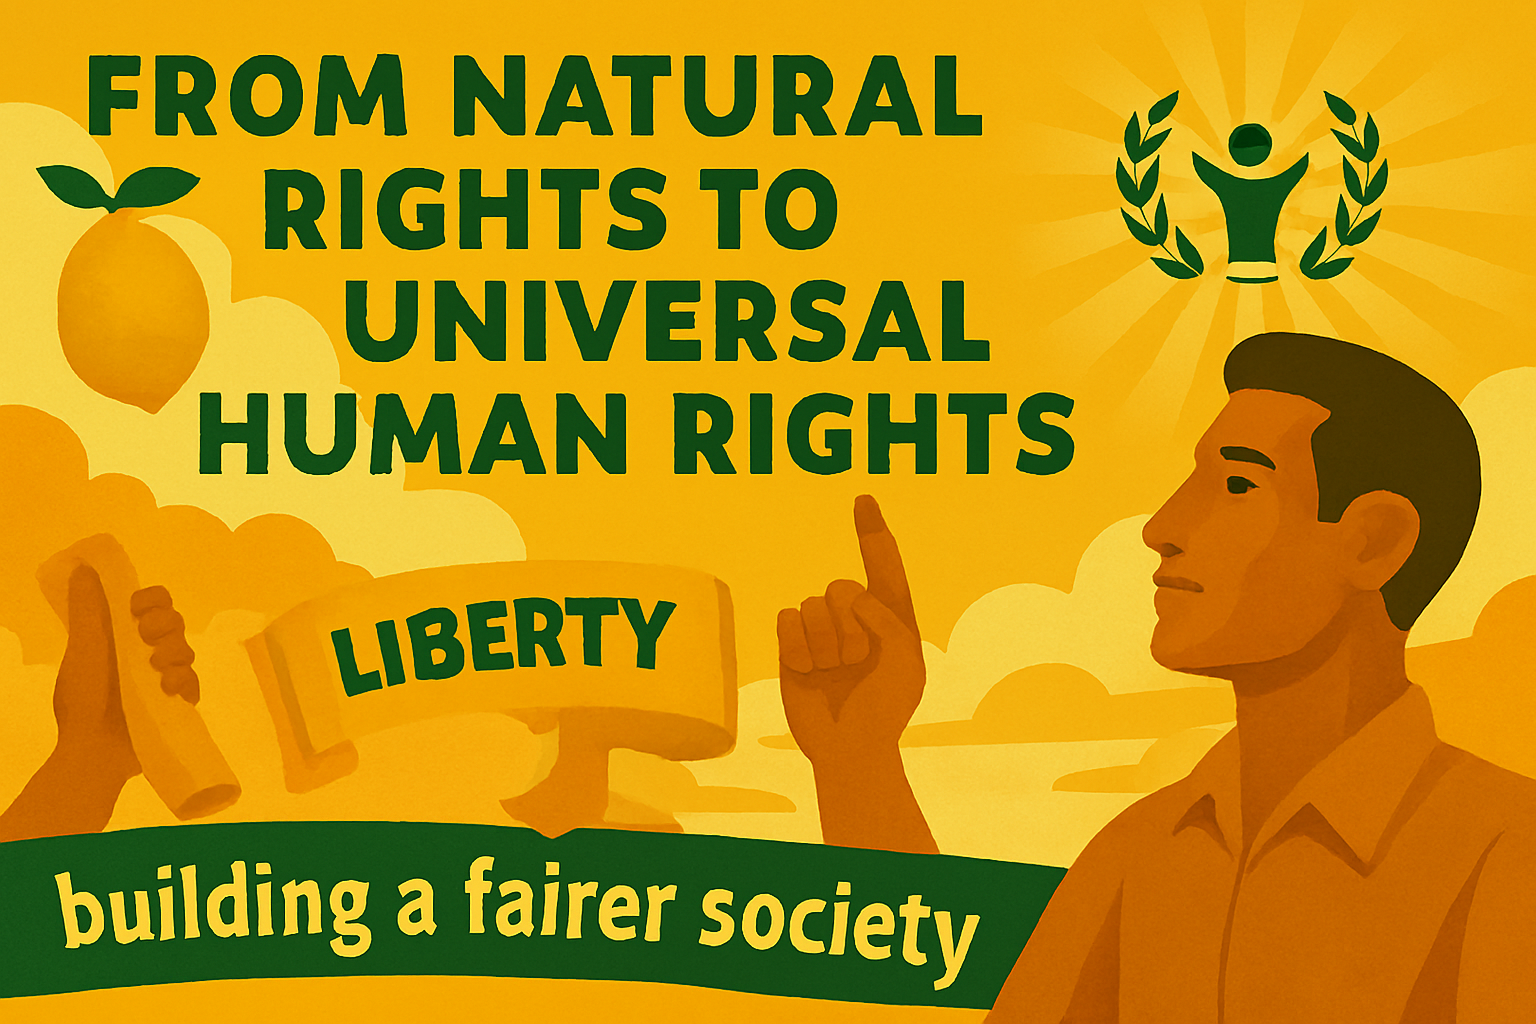 FROM NATURAL
RIGHTS TO
UNIVERSAL
HUMAN RIGHTS
LIBERTY
building a fairer society